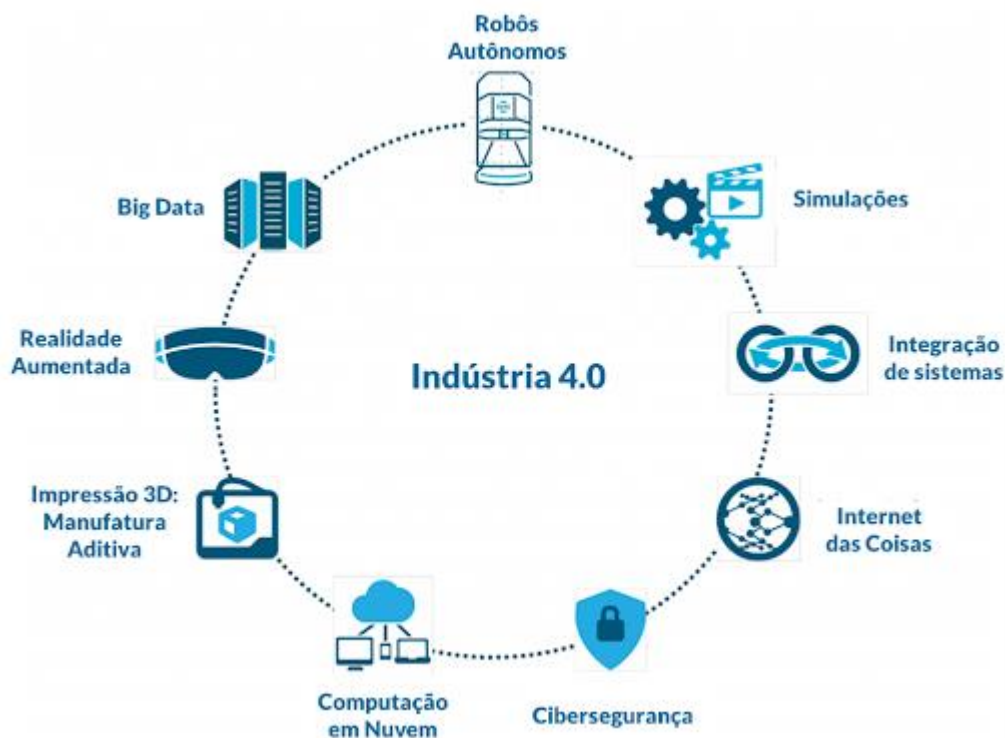 Robôs
Autônomos
Big Data
Simulações
Realidade
Aumentada
Indústria 4.0
Integração
de sistemas
Impressão 3D:
Manufatura
Aditiva
Internet
das Coisas
Computação
em Nuvem
Cibersegurança